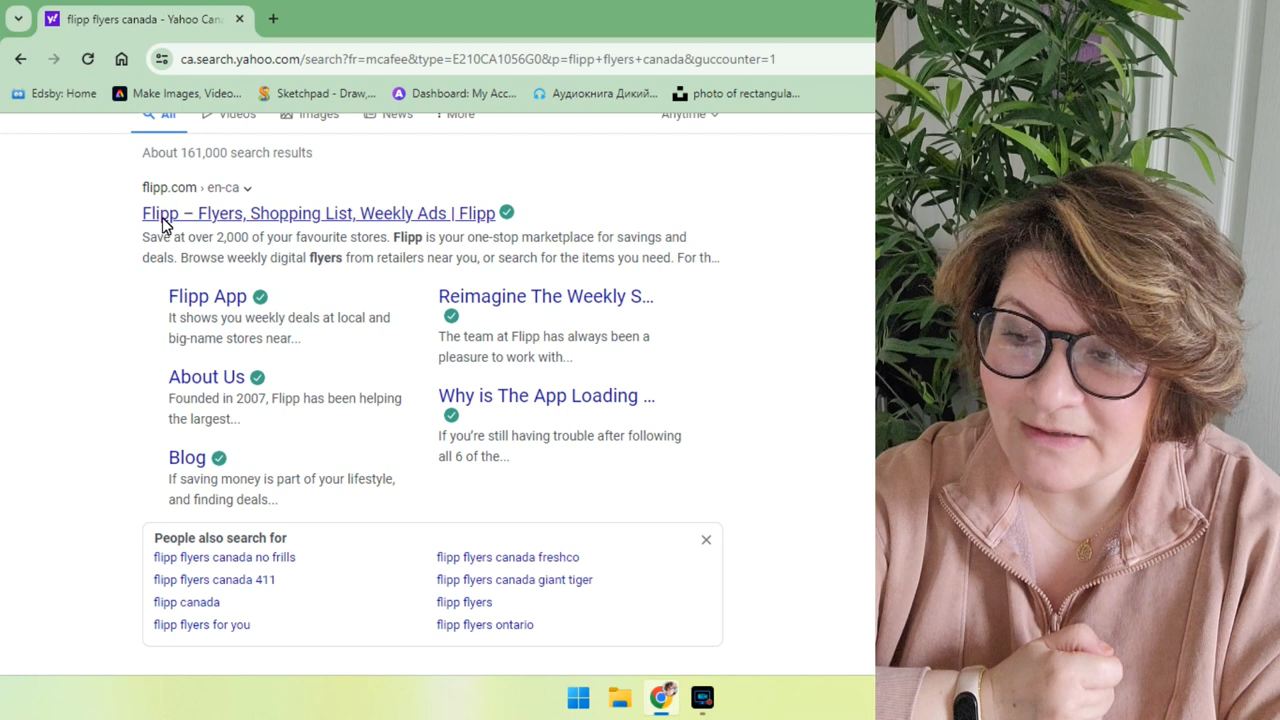 flipp flyers canada - Yahoo Can
ca.search.yahoo.com/search?fr=mcafee&type=E210CA1056G0&p=flipp+flyers+canada&guccounter=1
Edsby: Home
Make Images, Video...
Sketchpad - Draw,...
Dashboard: My Acc...
Аудиокнига Дикий...
photo of rectangula...
All
Videos
Images
News
More
Anytime
About 161,000 search results
flipp.com › en-ca
Flipp – Flyers, Shopping List, Weekly Ads | Flipp
Save at over 2,000 of your favourite stores. Flipp is your one-stop marketplace for savings and
deals. Browse weekly digital flyers from retailers near you, or search for the items you need. For th...
Flipp App
It shows you weekly deals at local and
big-name stores near...
About Us
Founded in 2007, Flipp has been helping
the largest...
Blog
If saving money is part of your lifestyle,
and finding deals...
Reimagine The Weekly S...
The team at Flipp has always been a
pleasure to work with...
Why is The App Loading ...
If you’re still having trouble after following
all 6 of the...
People also search for
flipp flyers canada no frills
flipp flyers canada 411
flipp canada
flipp flyers for you
flipp flyers canada freshco
flipp flyers canada giant tiger
flipp flyers
flipp flyers ontario